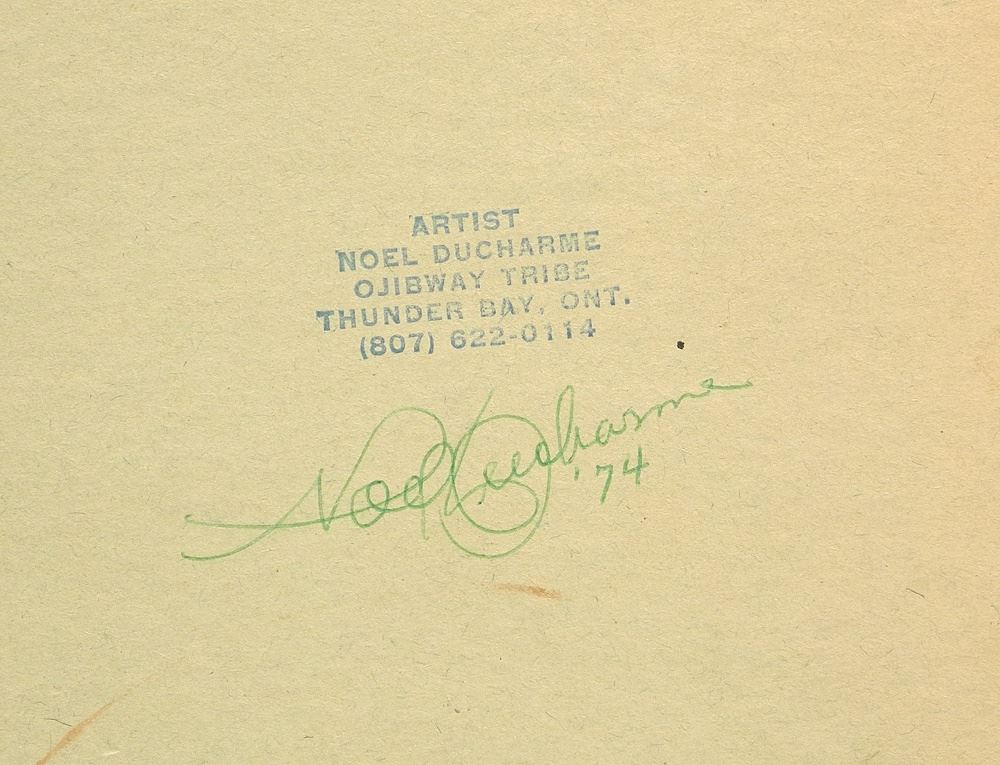 ARTIST
NOEL DUCHARME
OJIBWAY TRIBE
THUNDER BAY, ONT.
(807) 622-0114
Noel Ducharme
'74